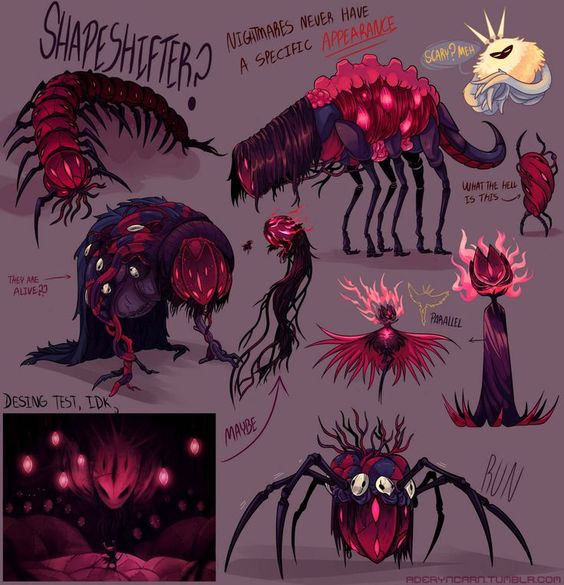 SHAPESHIFTER?
NIGHTMARES NEVER HAVE
A SPECIFIC APPEARANCE
SCARY? MEH
WHAT THE HELL
IS THIS
THEY ARE
ALIVE??
PARALLEL
MAYBE
DESING TEST, IDK,
RUN
ADERYNCARN.TUMBLR.COM